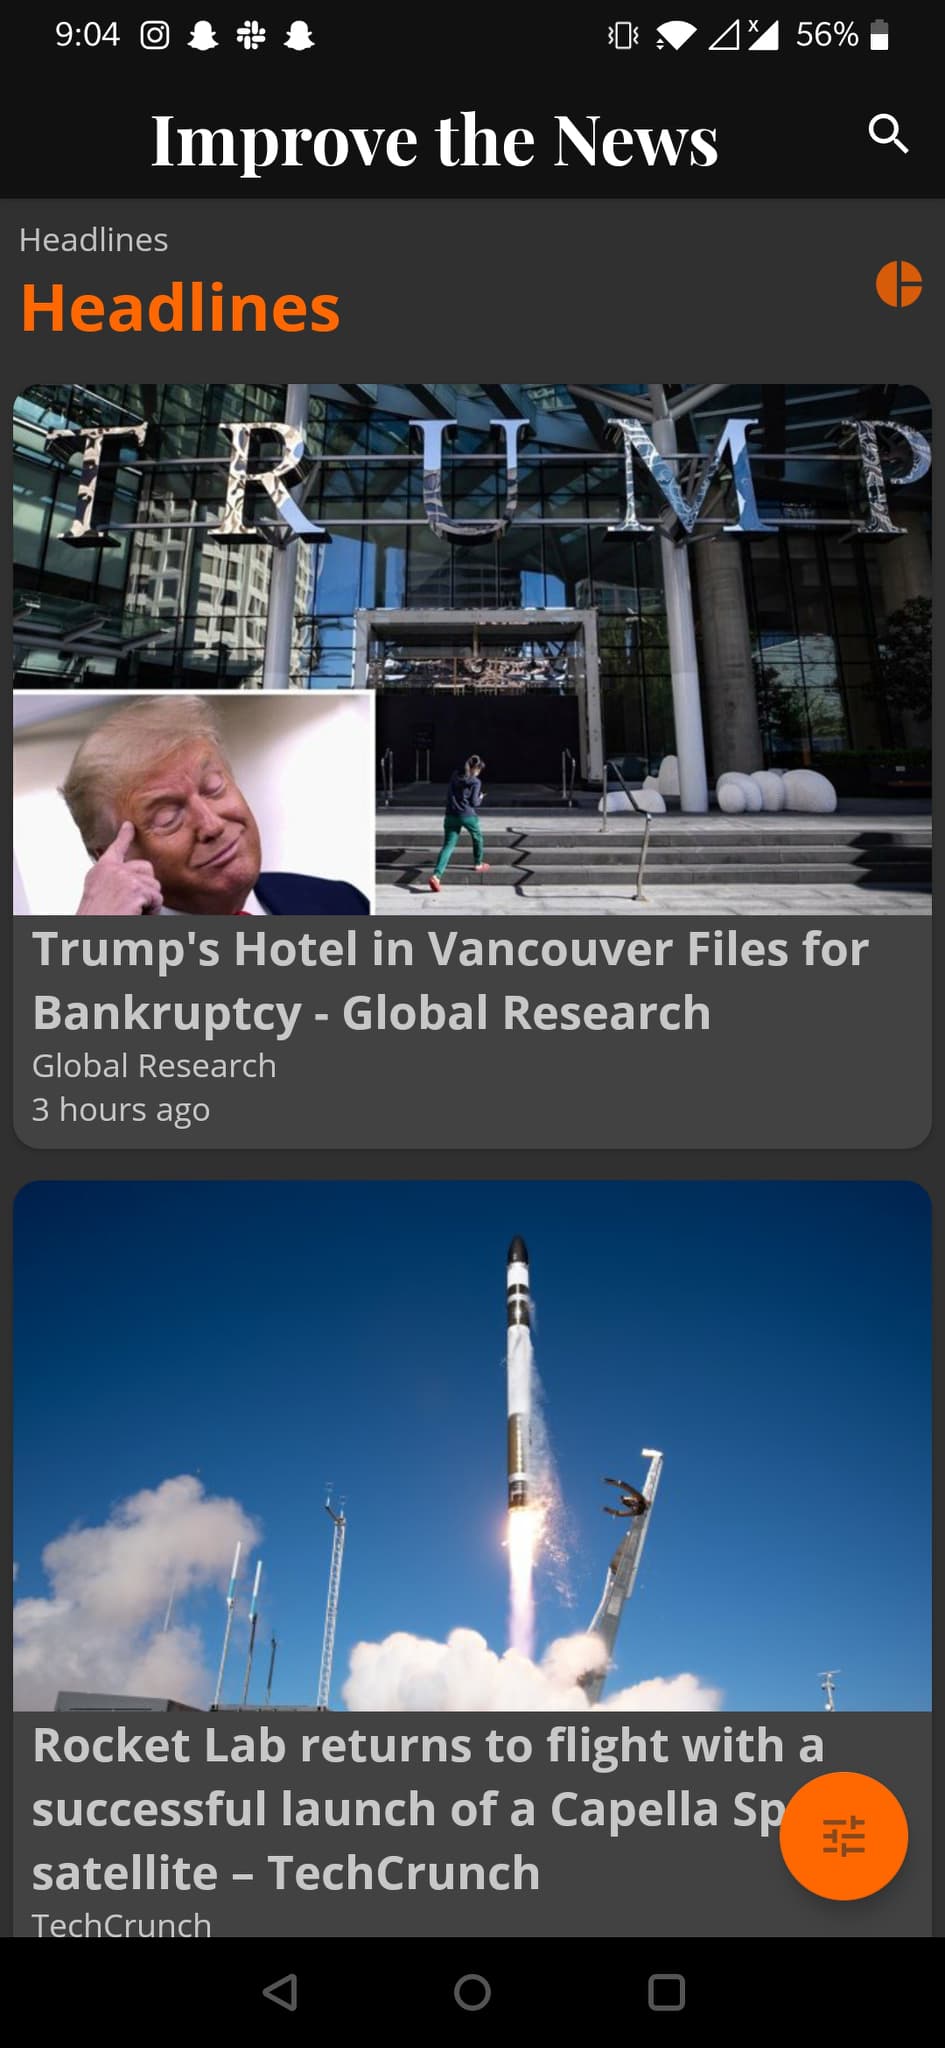 9:04
56%
Improve the News
Headlines
Headlines
TRUMP
Trump's Hotel in Vancouver Files for
Bankruptcy - Global Research
Global Research
3 hours ago
Rocket Lab returns to flight with a
successful launch of a Capella Sp
satellite – TechCrunch
TechCrunch